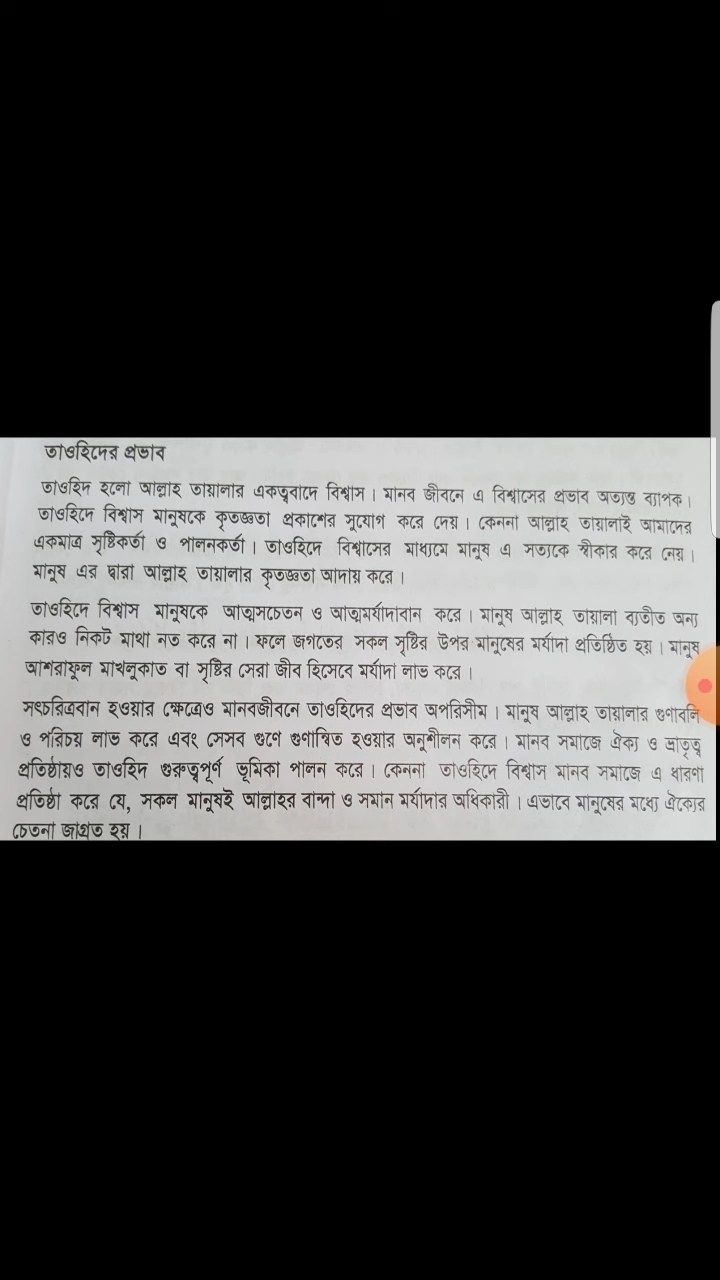 তাওহিদের প্রভাব
তাওহিদ হলো আল্লাহ তায়ালার একত্ববাদে বিশ্বাস। মানব জীবনে এ বিশ্বাসের প্রভাব অত্যন্ত ব্যাপক।
তাওহিদে বিশ্বাস মানুষকে কৃতজ্ঞতা প্রকাশের সুযোগ করে দেয়। কেননা আল্লাহ তায়ালাই আমাদের
একমাত্র সৃষ্টিকর্তা ও পালনকর্তা। তাওহিদে বিশ্বাসের মাধ্যমে মানুষ এ সত্যকে স্বীকার করে নেয়।
মানুষ এর দ্বারা আল্লাহ তায়ালার কৃতজ্ঞতা আদায় করে।
তাওহিদে বিশ্বাস মানুষকে আত্মসচেতন ও আত্মমর্যাদাবান করে। মানুষ আল্লাহ তায়ালা ব্যতীত অন্য
কারও নিকট মাথা নত করে না। ফলে জগতের সকল সৃষ্টির উপর মানুষের মর্যাদা প্রতিষ্ঠিত হয়। মানুষ
আশরাফুল মাখলুকাত বা সৃষ্টির সেরা জীব হিসেবে মর্যাদা লাভ করে।
সৎচরিত্রবান হওয়ার ক্ষেত্রেও মানবজীবনে তাওহিদের প্রভাব অপরিসীম। মানুষ আল্লাহ তায়ালার গুণাবলি
ও পরিচয় লাভ করে এবং সেসব গুণে গুণান্বিত হওয়ার অনুশীলন করে। মানব সমাজে ঐক্য ও ভ্রাতৃত্ব
প্রতিষ্ঠায়ও তাওহিদ গুরুত্বপূর্ণ ভূমিকা পালন করে। কেননা তাওহিদে বিশ্বাস মানব সমাজে এ ধারণা
প্রতিষ্ঠা করে যে, সকল মানুষই আল্লাহর বান্দা ও সমান মর্যাদার অধিকারী। এভাবে মানুষের মধ্যে ঐক্যের
চেতনা জাগ্রত হয়।